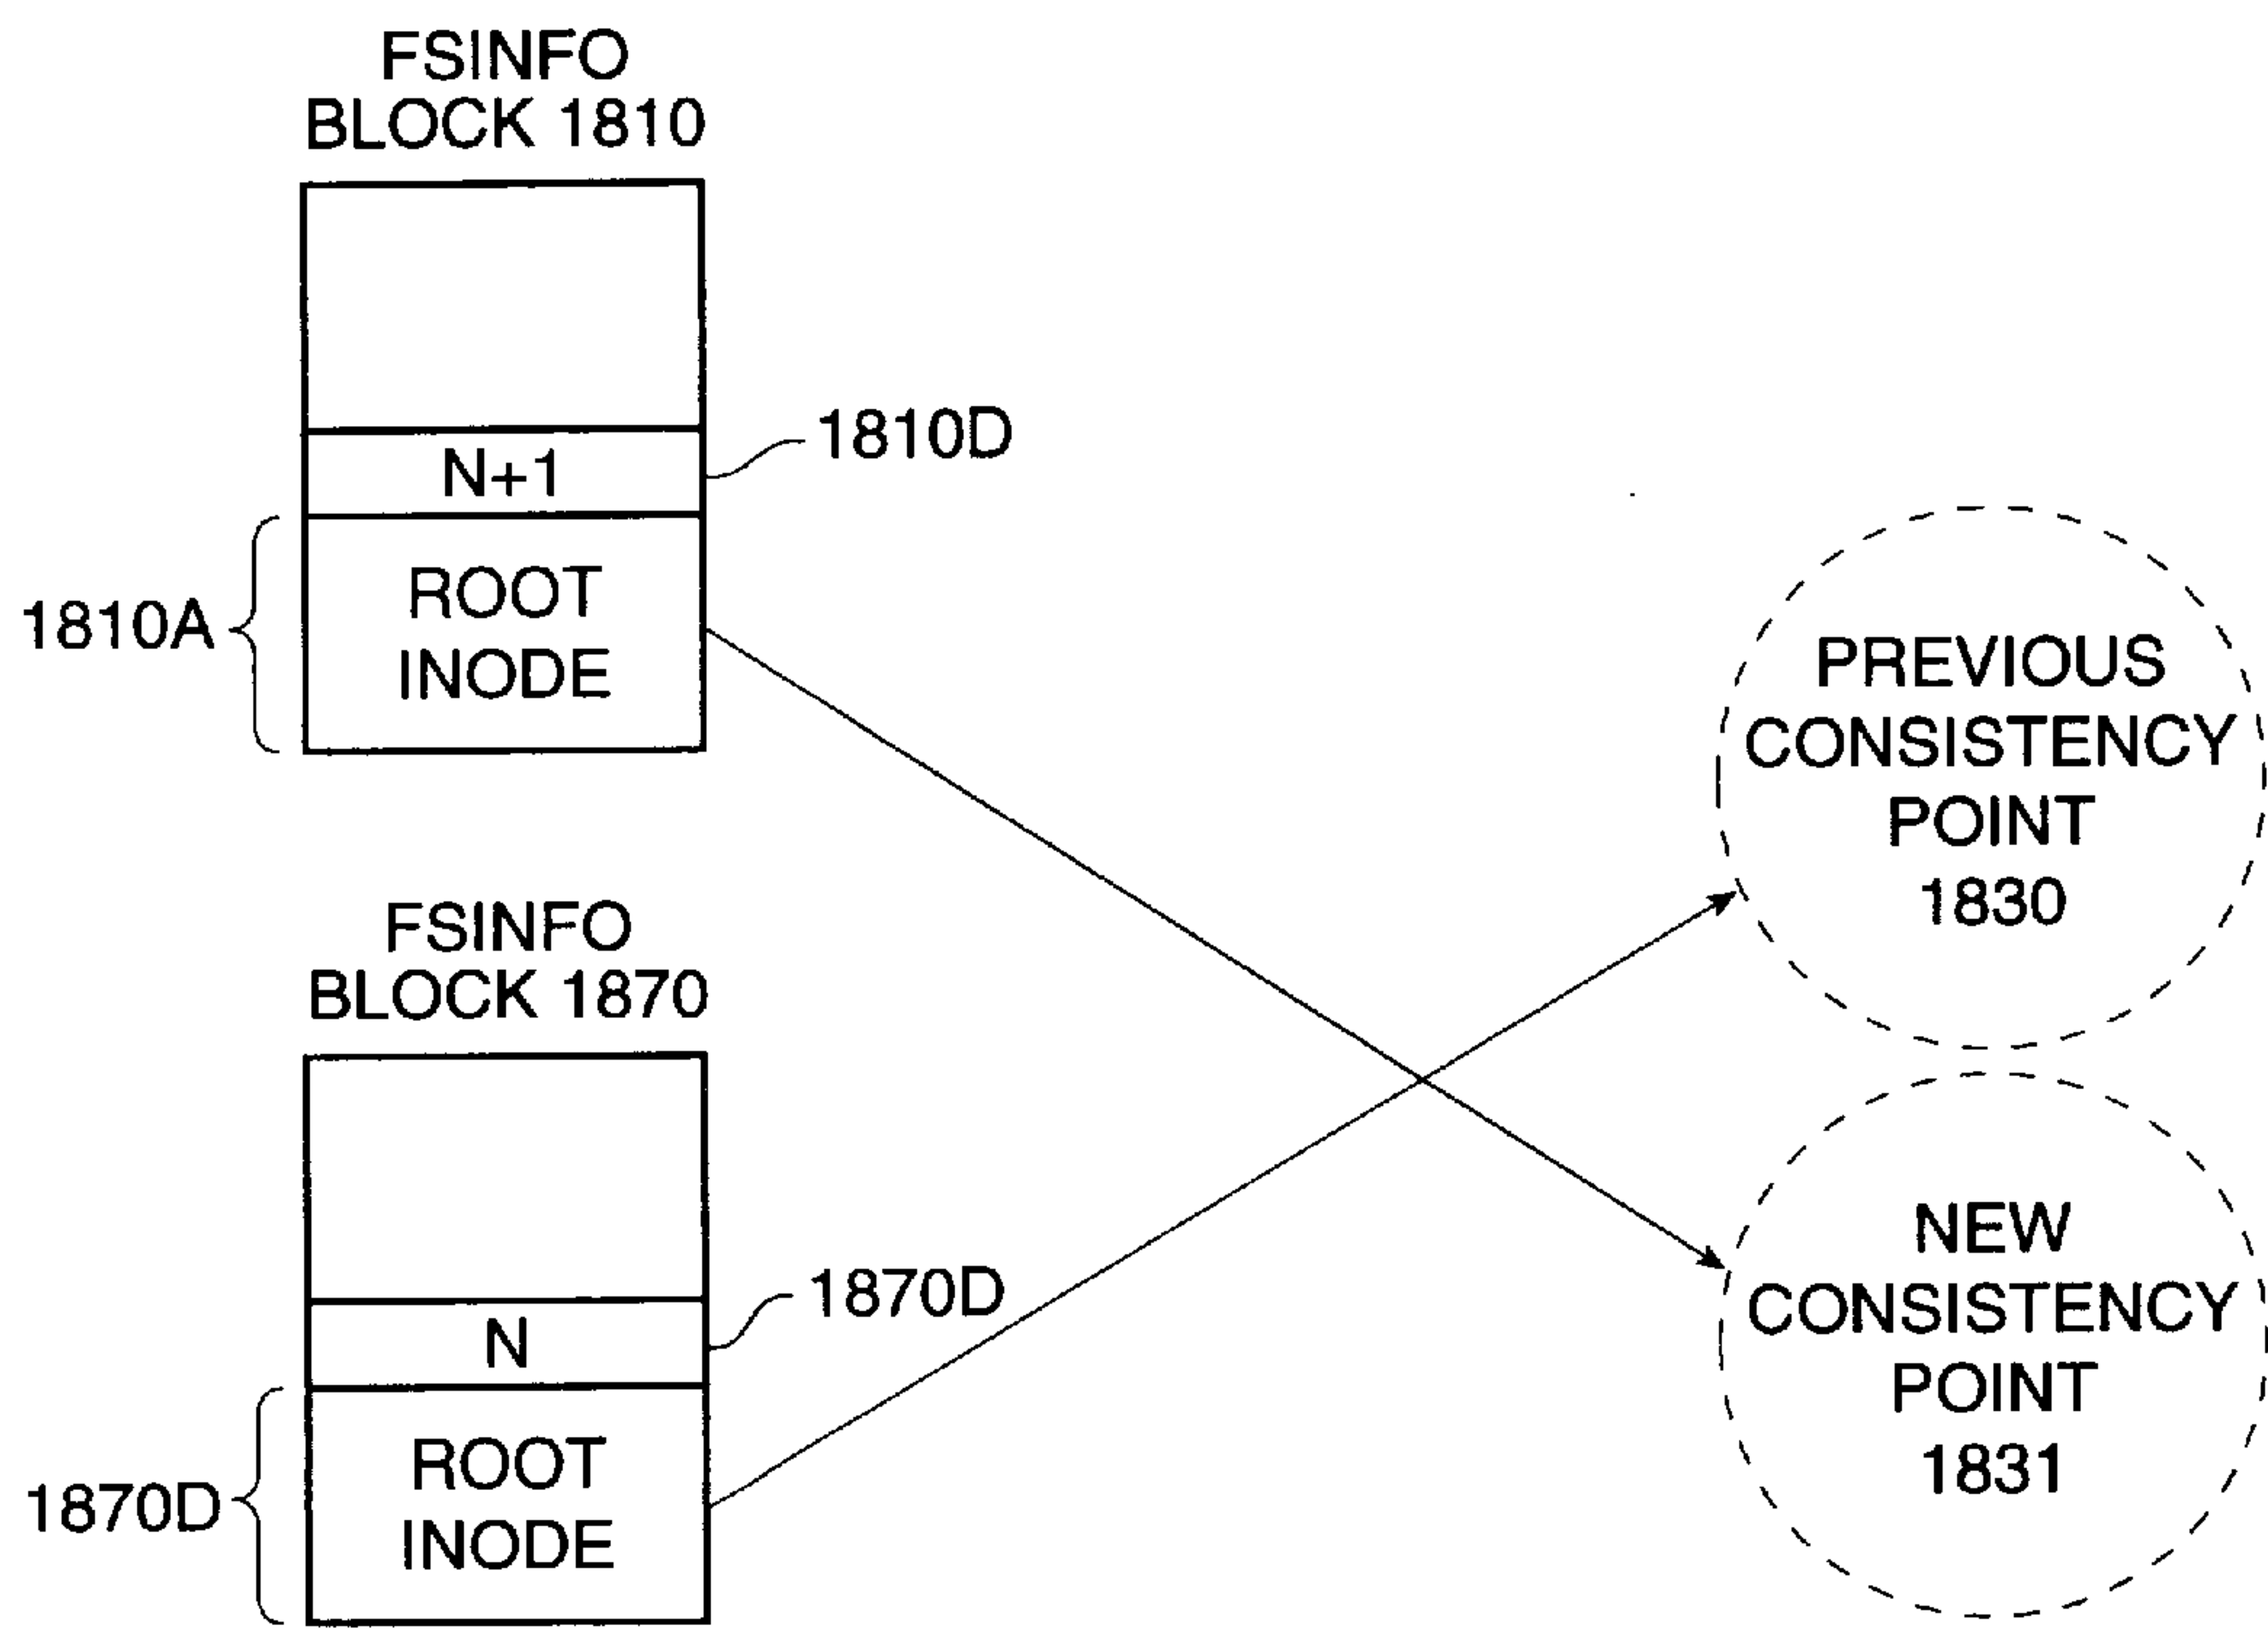 FSINFO
BLOCK 1810
N+1
1810D
1810A
ROOT
INODE
FSINFO
BLOCK 1870
N
1870D
1870D
ROOT
INODE
PREVIOUS
CONSISTENCY
POINT
1830
NEW
CONSISTENCY
POINT
1831